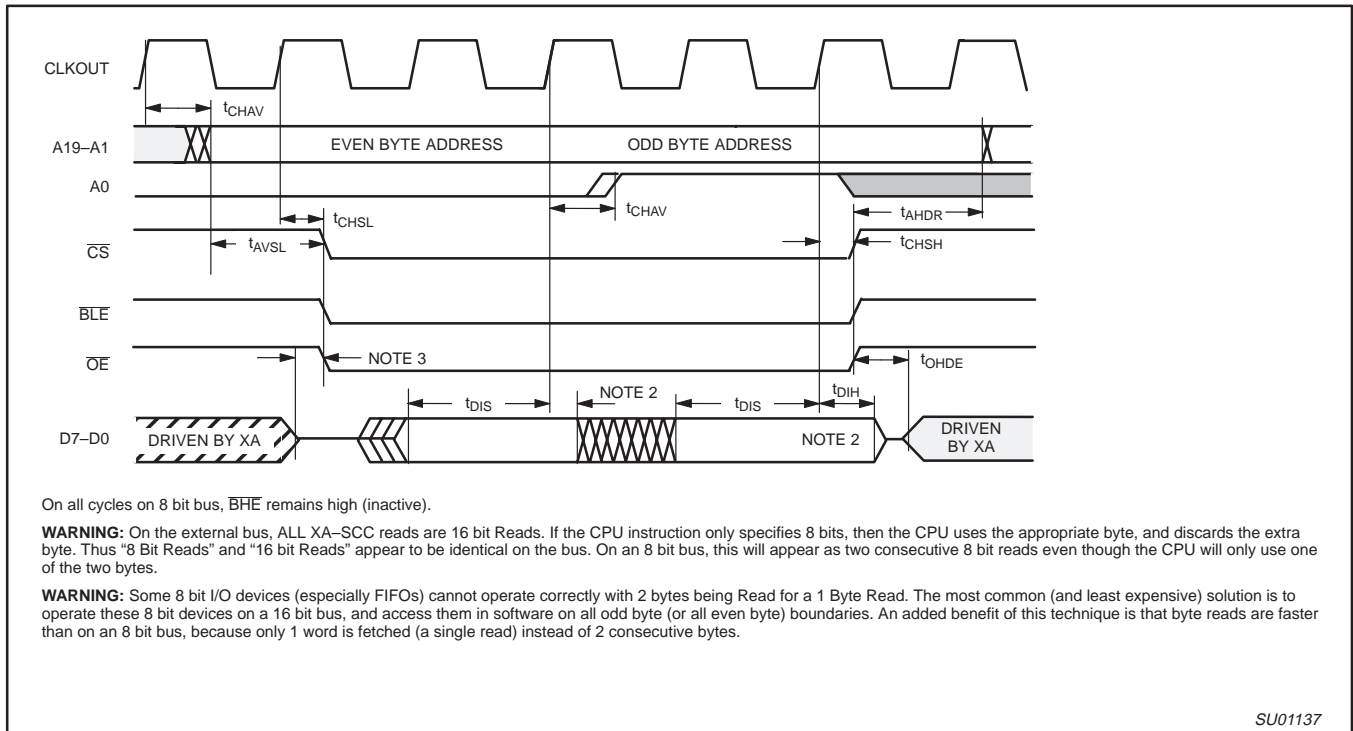 CLKOUT
tCHAV
A19–A1
EVEN BYTE ADDRESS
ODD BYTE ADDRESS
A0
tCHSL
tCHAV
tAHDR
tAVSL
CS
tCHSH
BLE
OE
NOTE 3
tOHDE
tDIS
NOTE 2
tDIS
tDIH
D7–D0
DRIVEN BY XA
NOTE 2
DRIVEN
BY XA
On all cycles on 8 bit bus, BHE remains high (inactive).
WARNING: On the external bus, ALL XA–SCC reads are 16 bit Reads. If the CPU instruction only specifies 8 bits, then the CPU uses the appropriate byte, and discards the extra
byte. Thus “8 Bit Reads” and “16 bit Reads” appear to be identical on the bus. On an 8 bit bus, this will appear as two consecutive 8 bit reads even though the CPU will only use one
of the two bytes.
WARNING: Some 8 bit I/O devices (especially FIFOs) cannot operate correctly with 2 bytes being Read for a 1 Byte Read. The most common (and least expensive) solution is to
operate these 8 bit devices on a 16 bit bus, and access them in software on all odd byte (or all even byte) boundaries. An added benefit of this technique is that byte reads are faster
than on an 8 bit bus, because only 1 word is fetched (a single read) instead of 2 consecutive bytes.
SU01137